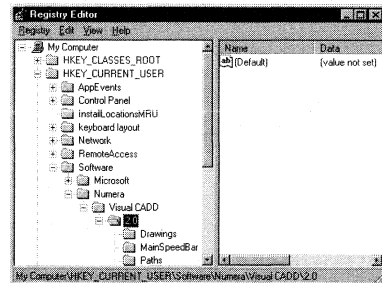 Registry Editor
Registry Edit View Help
My Computer
HKEY_CLASSES_ROOT
HKEY_CURRENT_USER
AppEvents
Control Panel
InstallLocationsMRU
keyboard layout
Network
RemoteAccess
Software
Microsoft
Numera
Visual CADD
2.0
Drawings
MainSpeedBar
Paths
Name Data
ab (Default) (value not set)
My Computer\HKEY_CURRENT_USER\Software\Numera\Visual CADD\2.0